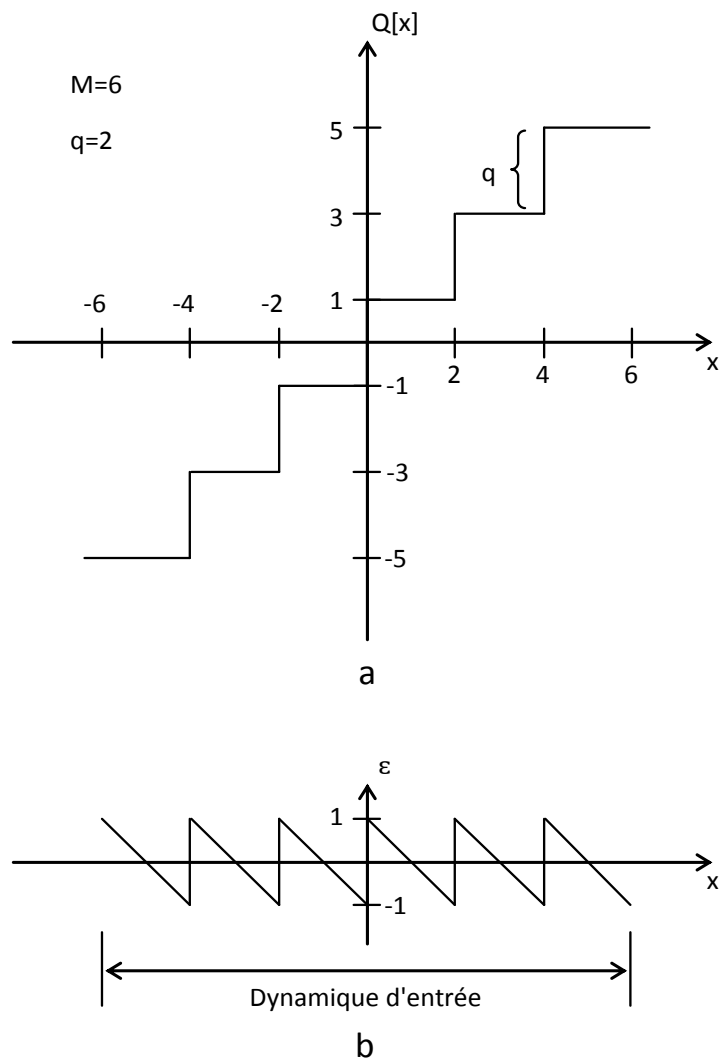 Q[x]
M=6
q=2
5
q
3
-6 -4 -2
1
2 4 6 x
-1
-3
-5
a
ε
1
x
-1
Dynamique d'entrée
b